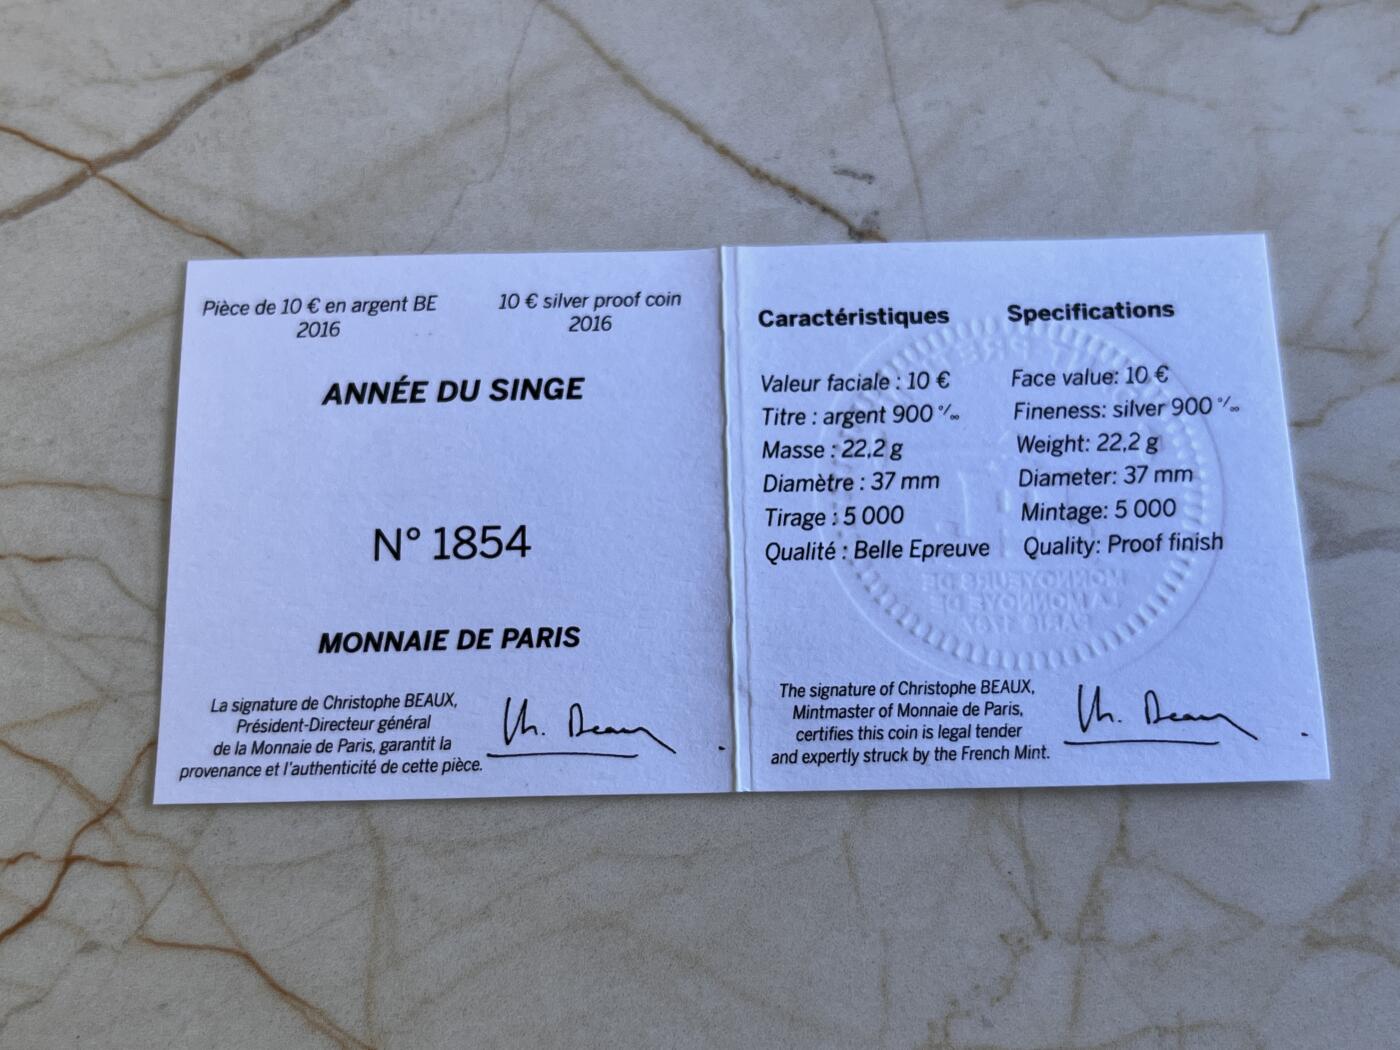 Pièce de 10 € en argent BE
2016
10 € silver proof coin
2016
ANNÉE DU SINGE
N° 1854
MONNAIE DE PARIS
La signature de Christophe BEAUX,
Président-Directeur général
de la Monnaie de Paris, garantit la
provenance et l'authenticité de cette pièce.
Caractéristiques
Valeur faciale : 10 €
Titre : argent 900 ‰
Masse : 22,2 g
Diamètre : 37 mm
Tirage : 5 000
Qualité : Belle Epreuve
Specifications
Face value: 10 €
Fineness: silver 900 ‰
Weight: 22,2 g
Diameter: 37 mm
Mintage: 5 000
Quality: Proof finish
The signature of Christophe BEAUX,
Mintmaster of Monnaie de Paris,
certifies this coin is legal tender
and expertly struck by the French Mint.